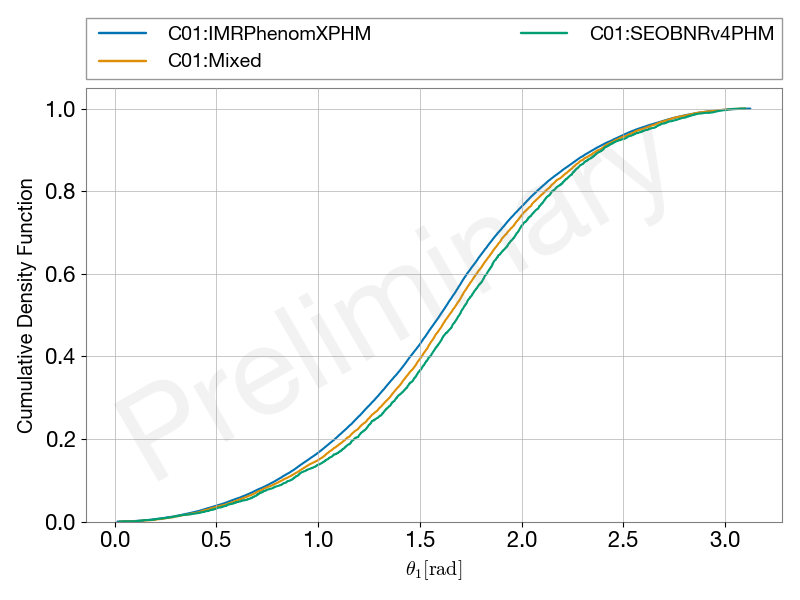 C01:IMRPhenomXPHM
C01:Mixed
C01:SEOBNRv4PHM
Preliminary
Cumulative Density Function
1.0
0.8
0.6
0.4
0.2
0.0
0.0 0.5 1.0 1.5 2.0 2.5 3.0
θ₁[rad]